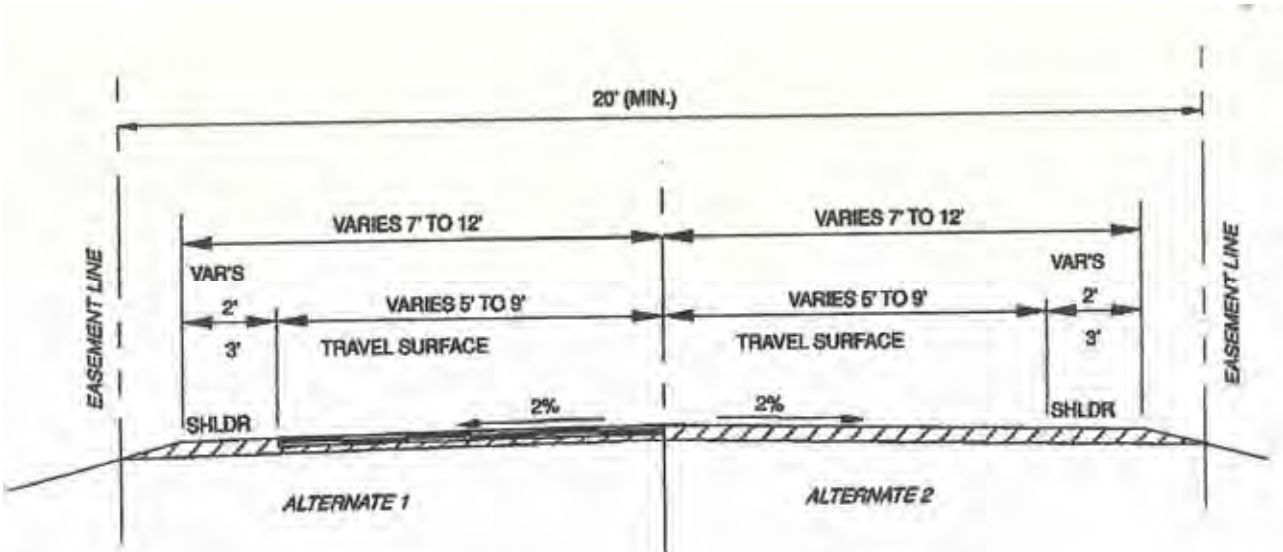 20' (MIN.)
VARIES 7' TO 12'
VARIES 7' TO 12'
EASEMENT LINE
VAR'S
2'
3'
SHLDR
VARIES 5' TO 9'
TRAVEL SURFACE
VARIES 5' TO 9'
TRAVEL SURFACE
VAR'S
2'
3'
SHLDR
EASEMENT LINE
2%
2%
ALTERNATE 1
ALTERNATE 2